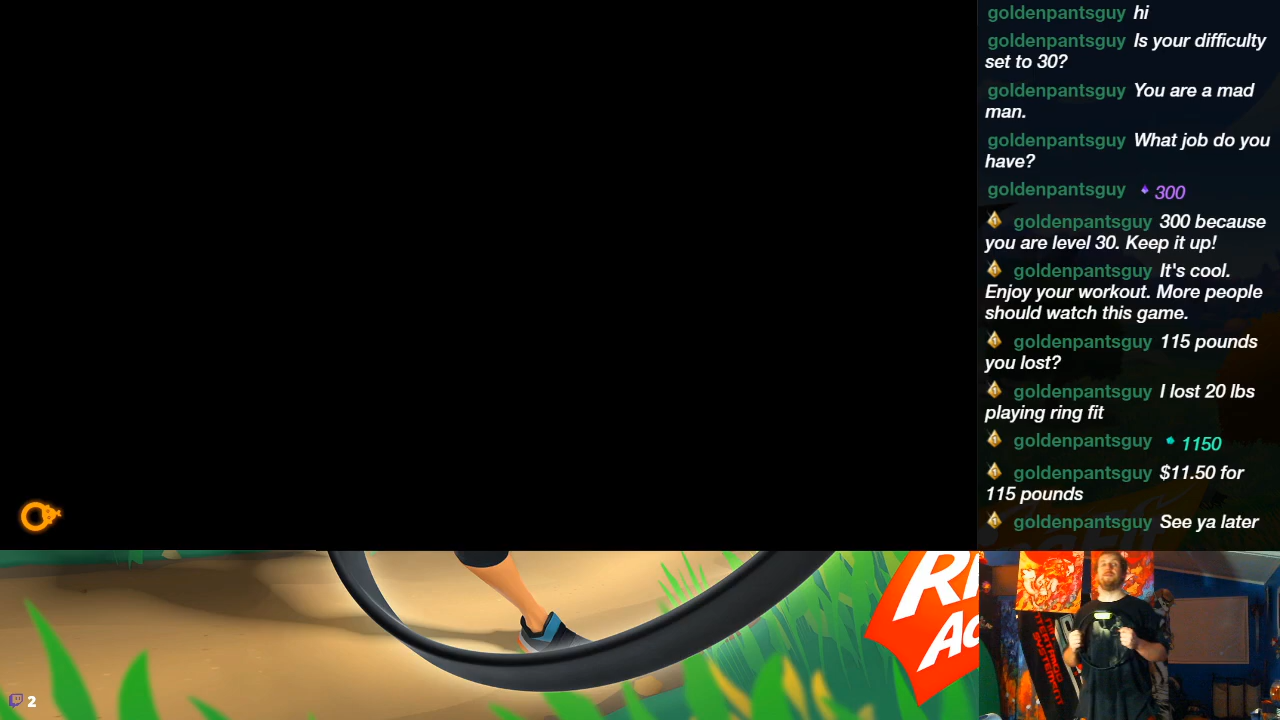 goldenpantsguy hi
goldenpantsguy Is your difficulty
set to 30?
goldenpantsguy You are a mad
man.
goldenpantsguy What job do you
have?
goldenpantsguy 300
goldenpantsguy 300 because
you are level 30. Keep it up!
goldenpantsguy It's cool.
Enjoy your workout. More people
should watch this game.
goldenpantsguy 115 pounds
you lost?
goldenpantsguy I lost 20 lbs
playing ring fit
goldenpantsguy 1150
goldenpantsguy $11.50 for
115 pounds
goldenpantsguy See ya later
2